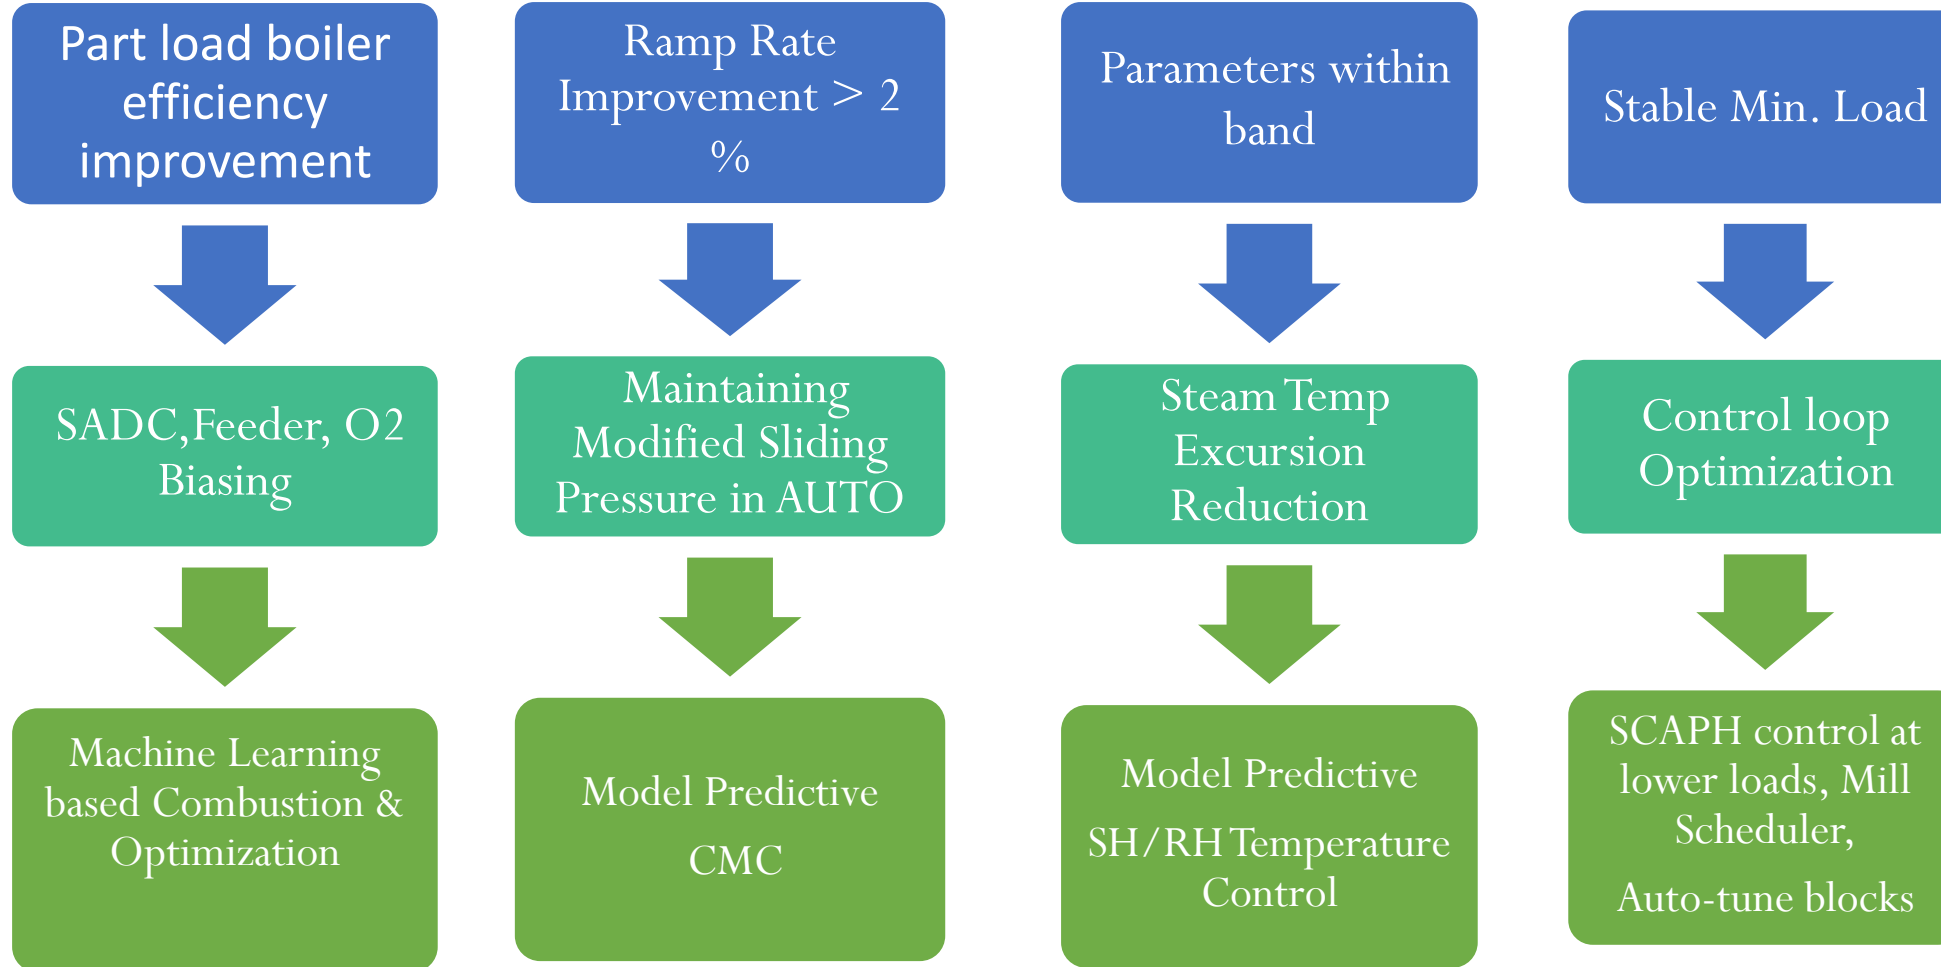 Part load boiler
efficiency
improvement
SADC,Feeder, O2
Biasing
Machine Learning
based Combustion &
Optimization
Ramp Rate
Improvement > 2
%
Maintaining
Modified Sliding
Pressure in AUTO
Model Predictive
CMC
Parameters within
band
Steam Temp
Excursion
Reduction
Model Predictive
SH/RH Temperature
Control
Stable Min. Load
Control loop
Optimization
SCAPH control at
lower loads, Mill
Scheduler,
Auto-tune blocks